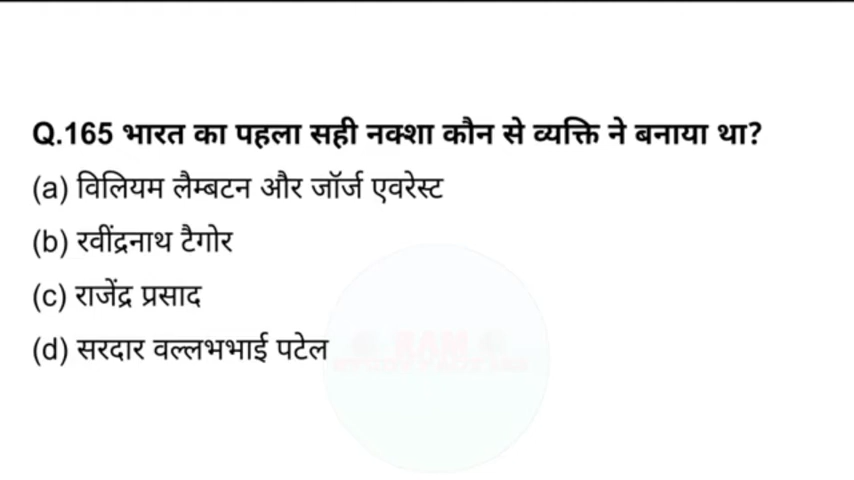 Q.165 भारत का पहला सही नक्शा कौन से व्यक्ति ने बनाया था?
(a) विलियम लैम्बटन और जॉर्ज एवरेस्ट
(b) रवींद्रनाथ टैगोर
(c) राजेंद्र प्रसाद
(d) सरदार वल्लभभाई पटेल